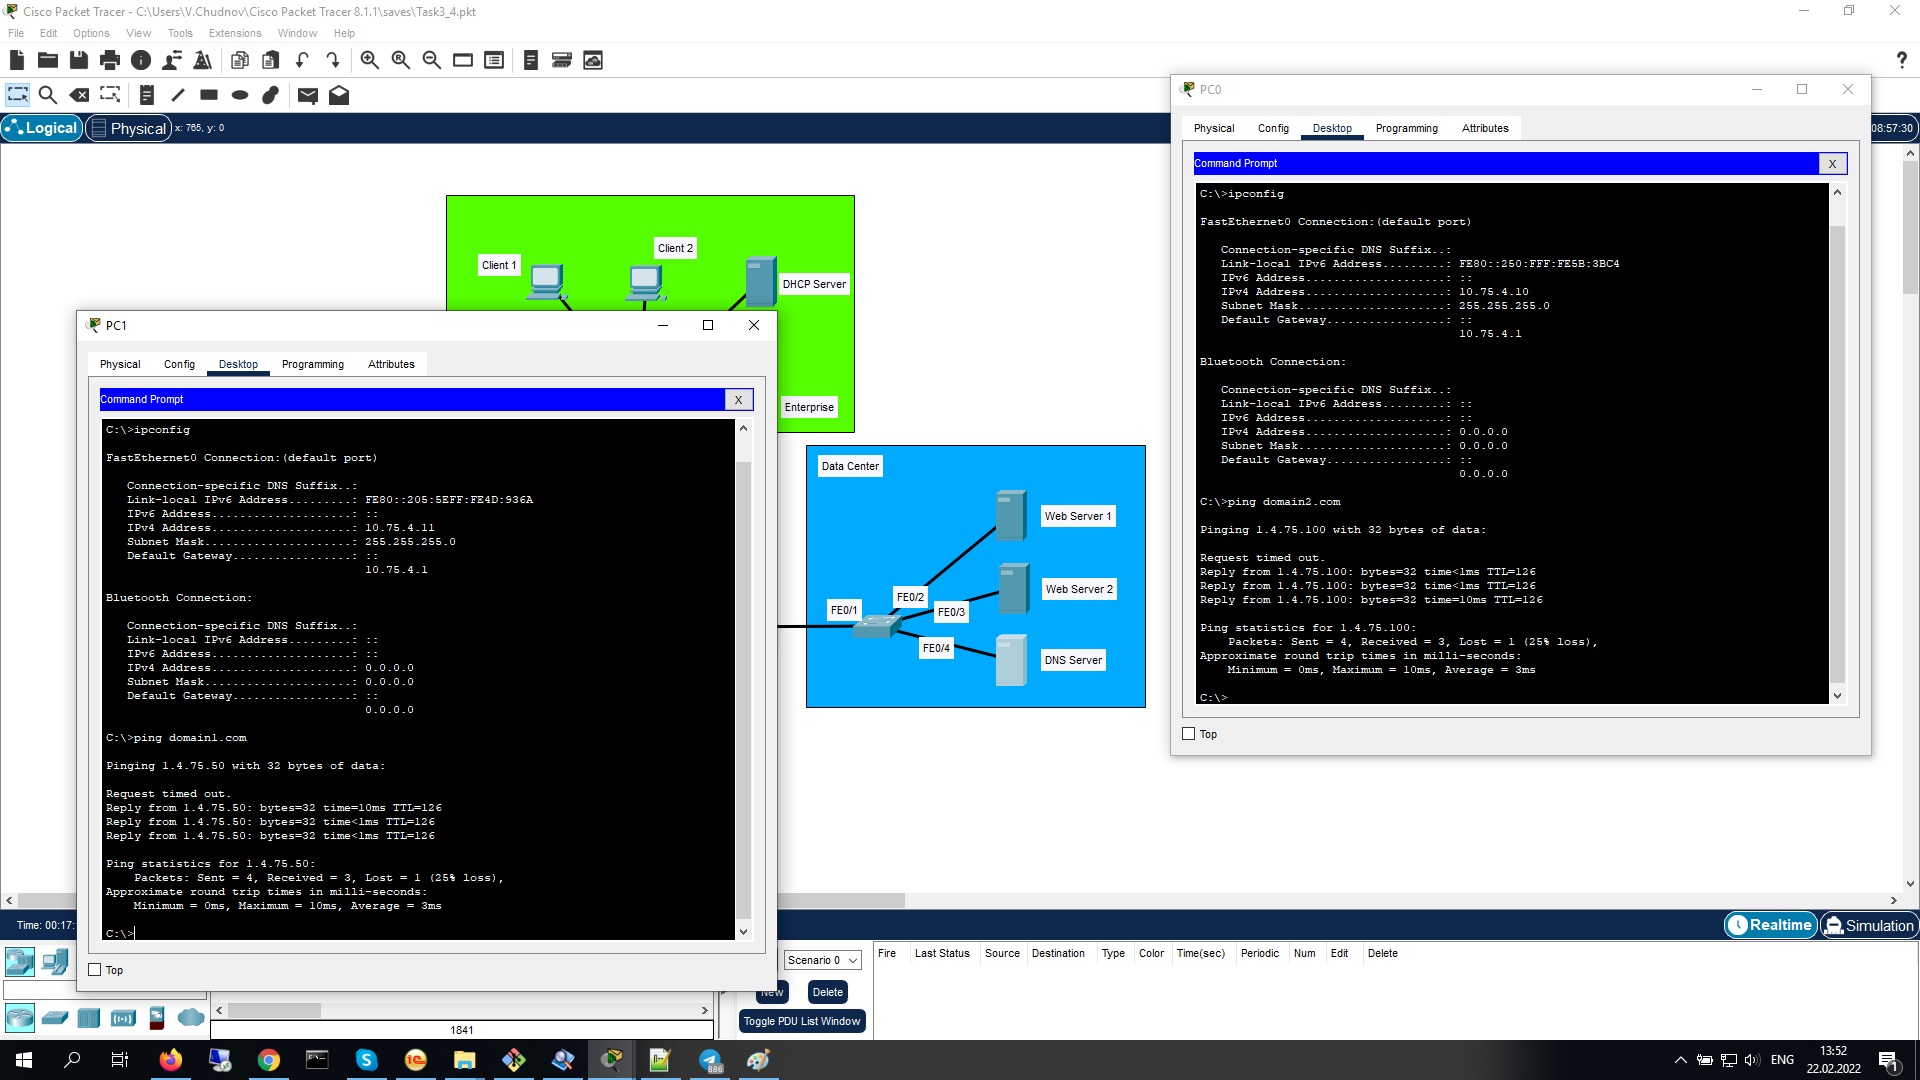 Cisco Packet Tracer - C:\Users\V.Chudnov\Cisco Packet Tracer 8.1.1\saves\Task3_4.pkt
File Edit Options View Tools Extensions Window Help
?
Logical Physical x: 765, y: 0
08:57:30
Client 1
Client 2
DHCP Server
Enterprise
Data Center
Web Server 1
Web Server 2
DNS Server
FE0/1
FE0/2
FE0/3
FE0/4
PC1
Physical Config Desktop Programming Attributes
Command Prompt X
C:\>ipconfig
FastEthernet0 Connection:(default port)
Connection-specific DNS Suffix..:
Link-local IPv6 Address.........: FE80::205:5EFF:FE4D:936A
IPv6 Address....................: ::
IPv4 Address....................: 10.75.4.11
Subnet Mask.....................: 255.255.255.0
Default Gateway.................: ::
10.75.4.1
Bluetooth Connection:
Connection-specific DNS Suffix..:
Link-local IPv6 Address.........: ::
IPv6 Address....................: ::
IPv4 Address....................: 0.0.0.0
Subnet Mask.....................: 0.0.0.0
Default Gateway.................: ::
0.0.0.0
C:\>ping domain1.com
Pinging 1.4.75.50 with 32 bytes of data:
Request timed out.
Reply from 1.4.75.50: bytes=32 time=10ms TTL=126
Reply from 1.4.75.50: bytes=32 time<1ms TTL=126
Reply from 1.4.75.50: bytes=32 time<1ms TTL=126
Ping statistics for 1.4.75.50:
Packets: Sent = 4, Received = 3, Lost = 1 (25% loss),
Approximate round trip times in milli-seconds:
Minimum = 0ms, Maximum = 10ms, Average = 3ms
C:\>
Top
PC0
Physical Config Desktop Programming Attributes
Command Prompt X
C:\>ipconfig
FastEthernet0 Connection:(default port)
Connection-specific DNS Suffix..:
Link-local IPv6 Address.........: FE80::250:FFF:FE5B:3BC4
IPv6 Address....................: ::
IPv4 Address....................: 10.75.4.10
Subnet Mask.....................: 255.255.255.0
Default Gateway.................: ::
10.75.4.1
Bluetooth Connection:
Connection-specific DNS Suffix..:
Link-local IPv6 Address.........: ::
IPv6 Address....................: ::
IPv4 Address....................: 0.0.0.0
Subnet Mask.....................: 0.0.0.0
Default Gateway.................: ::
0.0.0.0
C:\>ping domain2.com
Pinging 1.4.75.100 with 32 bytes of data:
Request timed out.
Reply from 1.4.75.100: bytes=32 time<1ms TTL=126
Reply from 1.4.75.100: bytes=32 time<1ms TTL=126
Reply from 1.4.75.100: bytes=32 time=10ms TTL=126
Ping statistics for 1.4.75.100:
Packets: Sent = 4, Received = 3, Lost = 1 (25% loss),
Approximate round trip times in milli-seconds:
Minimum = 0ms, Maximum = 10ms, Average = 3ms
C:\>
Top
Time: 00:17:
Realtime Simulation
Scenario 0
New Delete
Toggle PDU List Window
Fire Last Status Source Destination Type Color Time(sec) Periodic Num Edit Delete
1841
886
ENG
13:52
22.02.2022
1